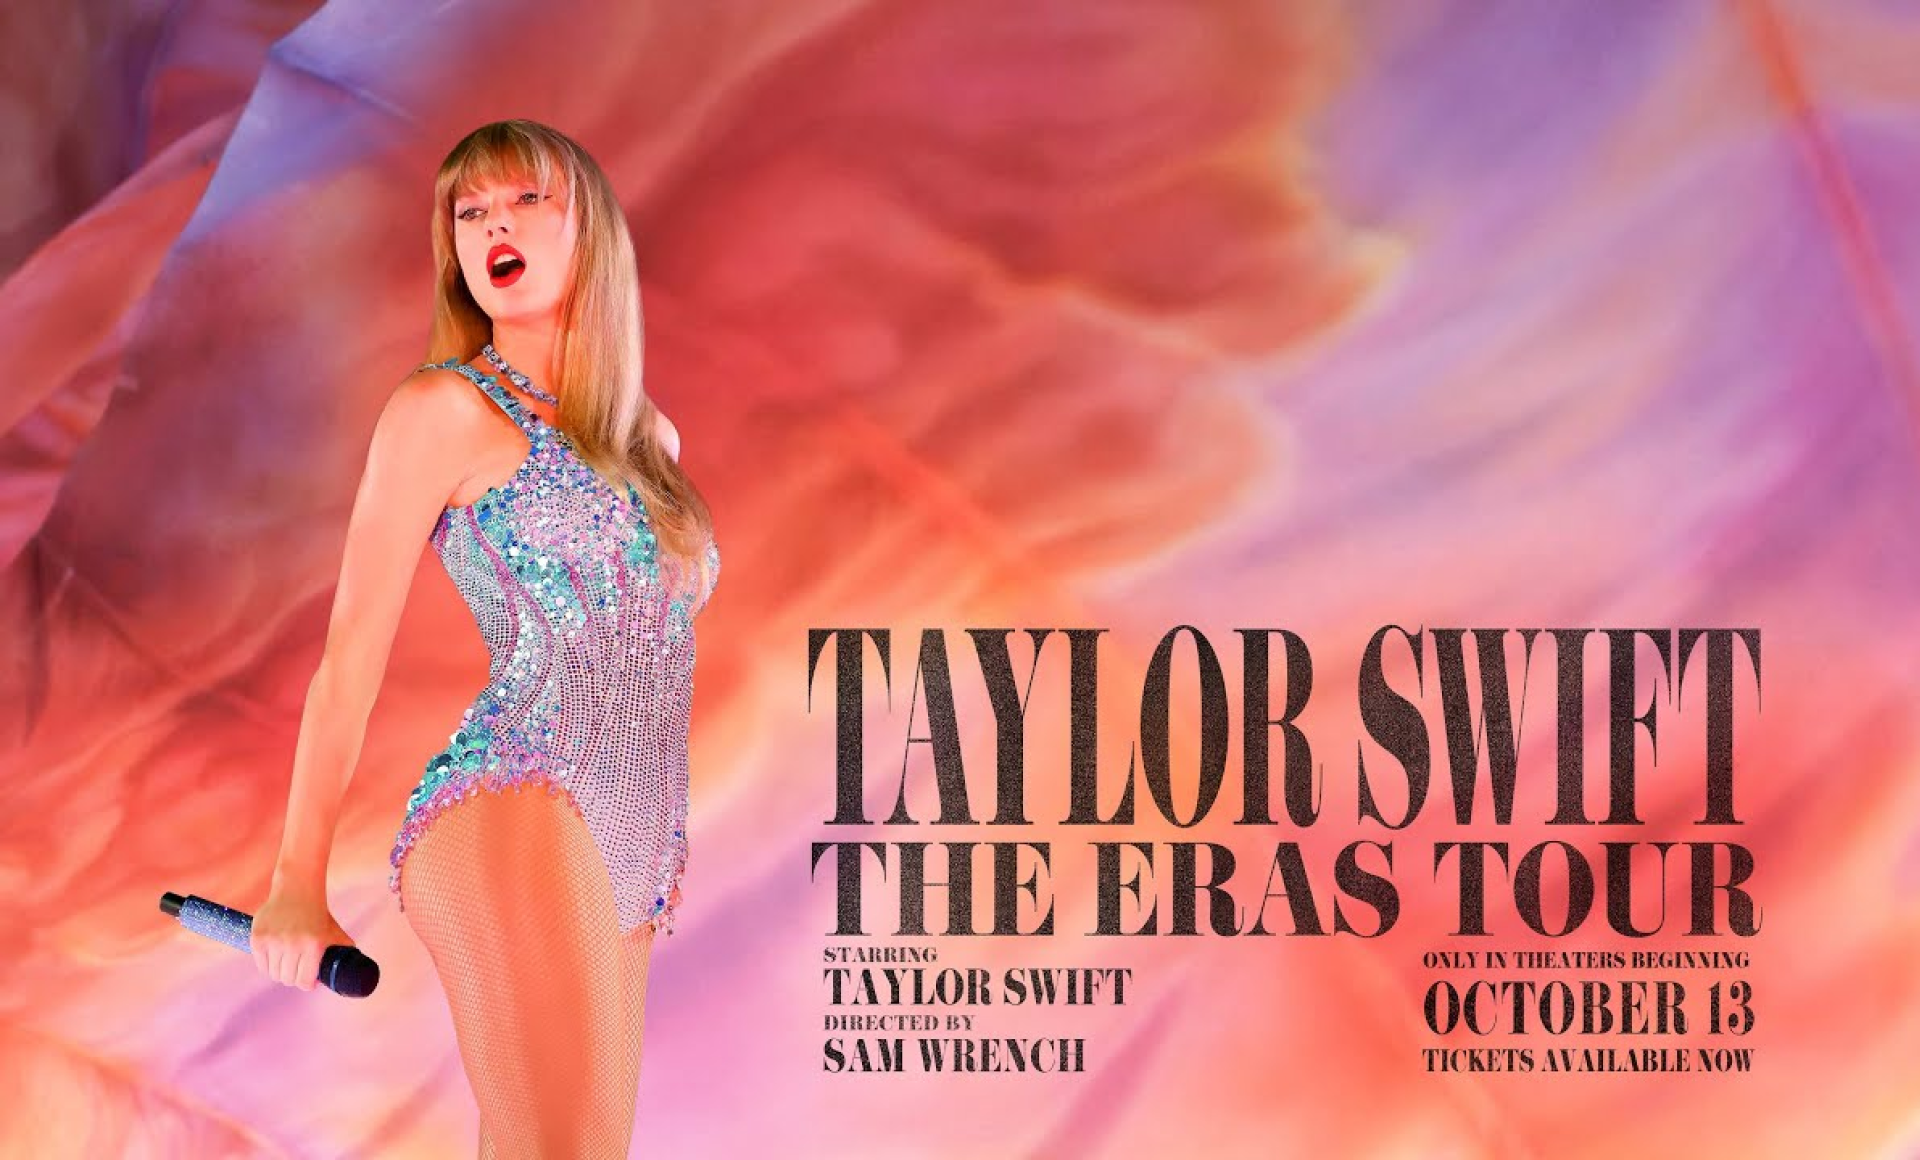 TAYLOR SWIFT
THE ERAS TOUR
STARRING
TAYLOR SWIFT
DIRECTED BY
SAM WRENCH
ONLY IN THEATERS BEGINNING
OCTOBER 13
TICKETS AVAILABLE NOW